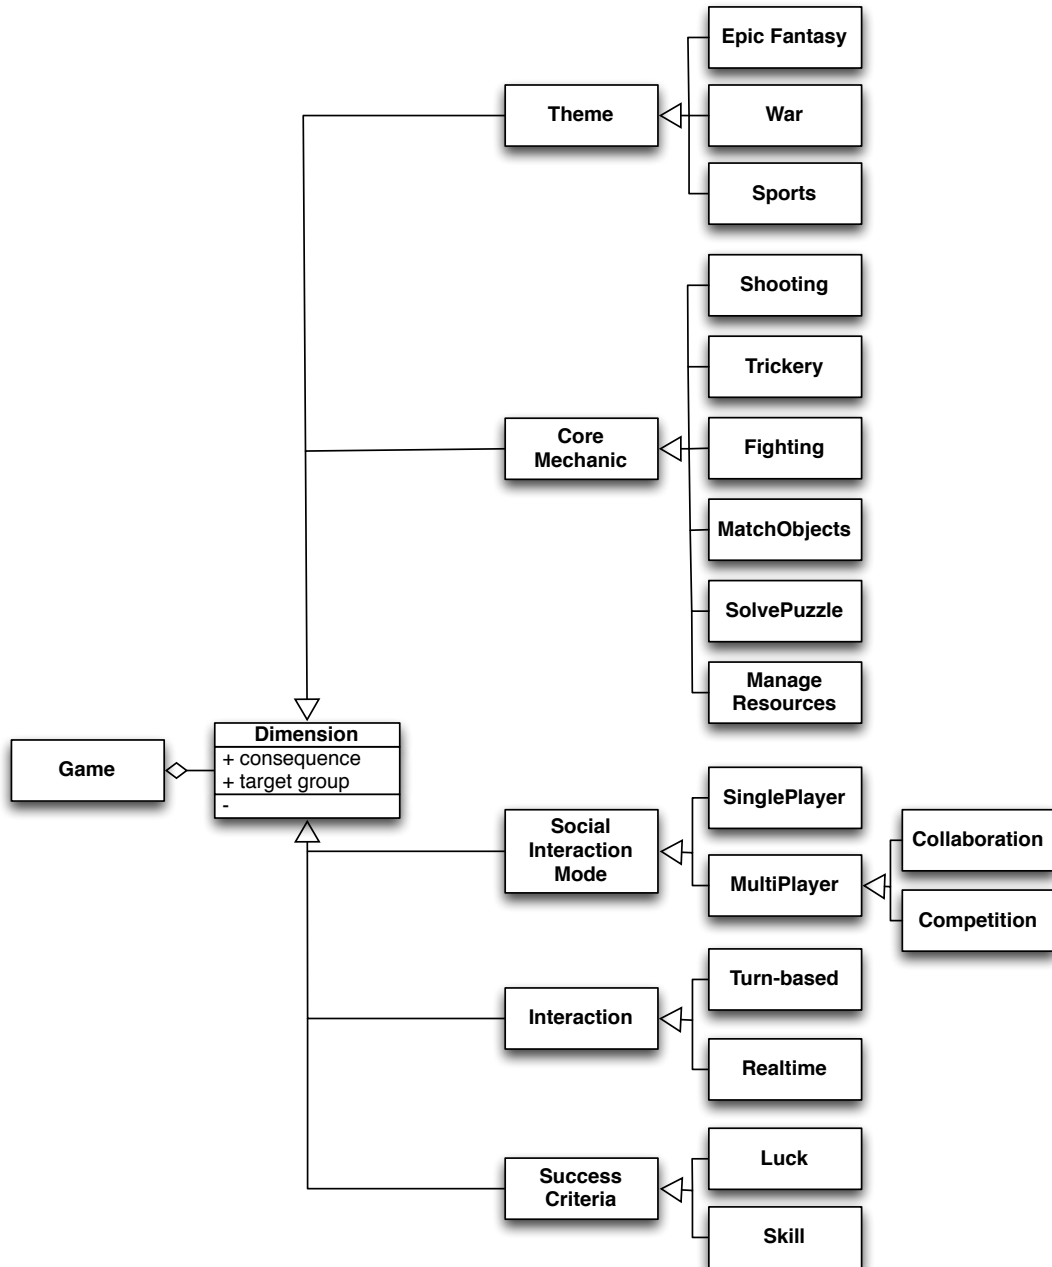 Epic Fantasy
Theme
War
Sports
Shooting
Trickery
Core
Mechanic
Fighting
MatchObjects
SolvePuzzle
Manage
Resources
Game
Dimension
+ consequence
+ target group
-
Social
Interaction
Mode
SinglePlayer
MultiPlayer
Collaboration
Competition
Interaction
Turn-based
Realtime
Success
Criteria
Luck
Skill